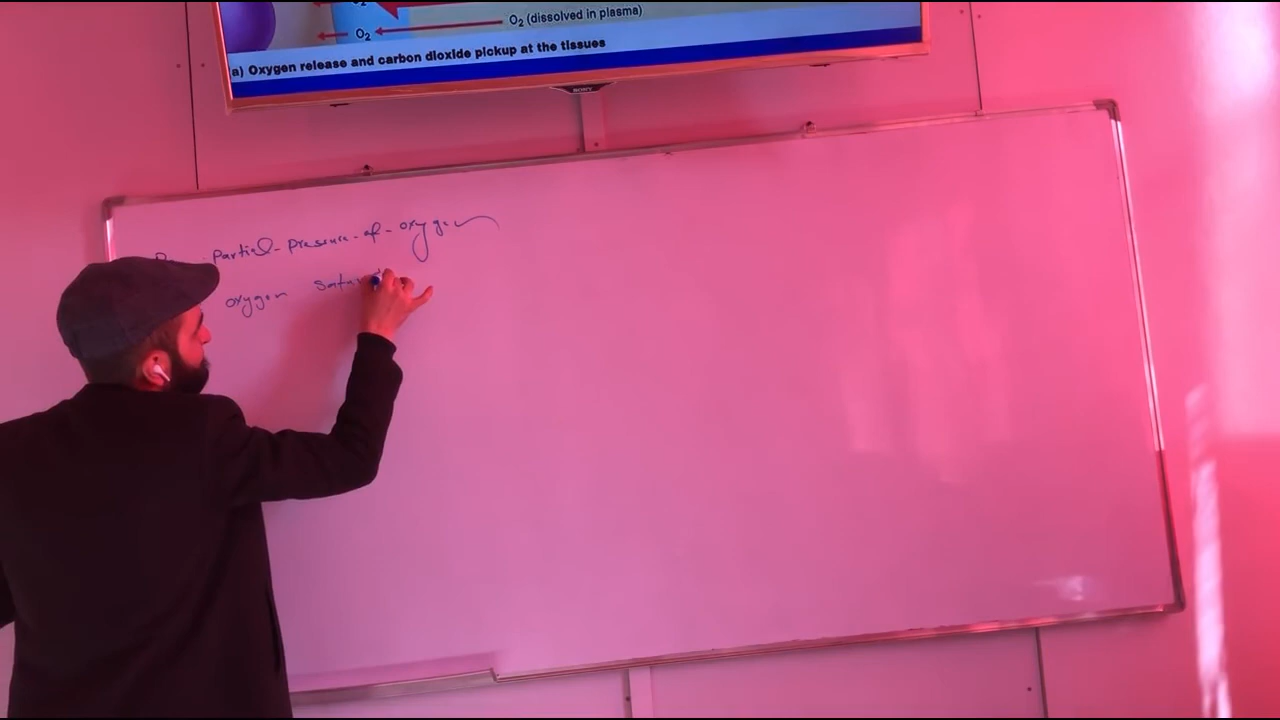 O₂
O₂ (dissolved in plasma)
a) Oxygen release and carbon dioxide pickup at the tissues
SONY
Partial-Pressure-of-oxygen
oxygen Satu